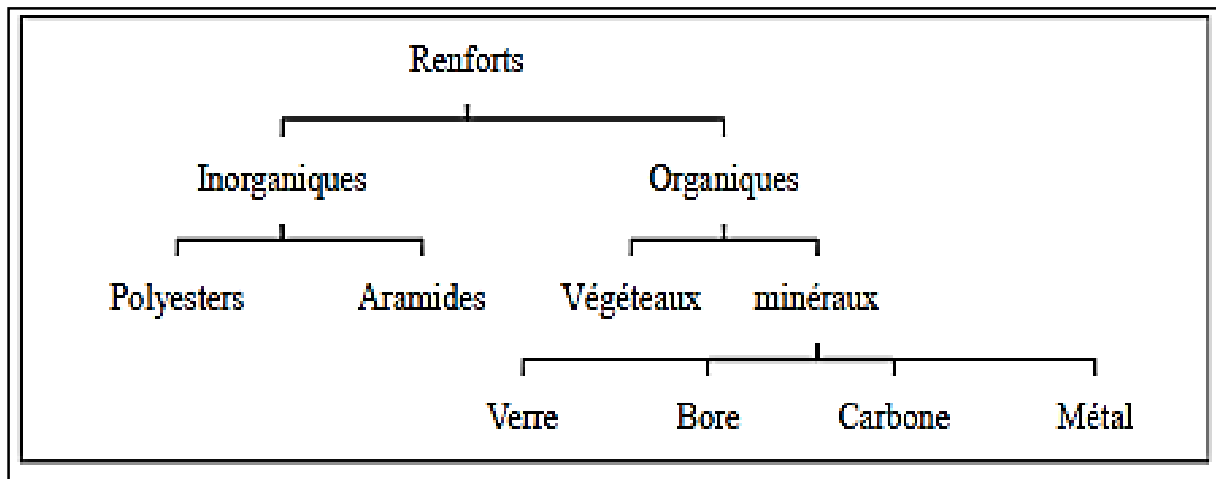 Renforts
Inorganiques Organiques
Polyesters Aramides Végéteaux minéraux
Verre Bore Carbone Métal